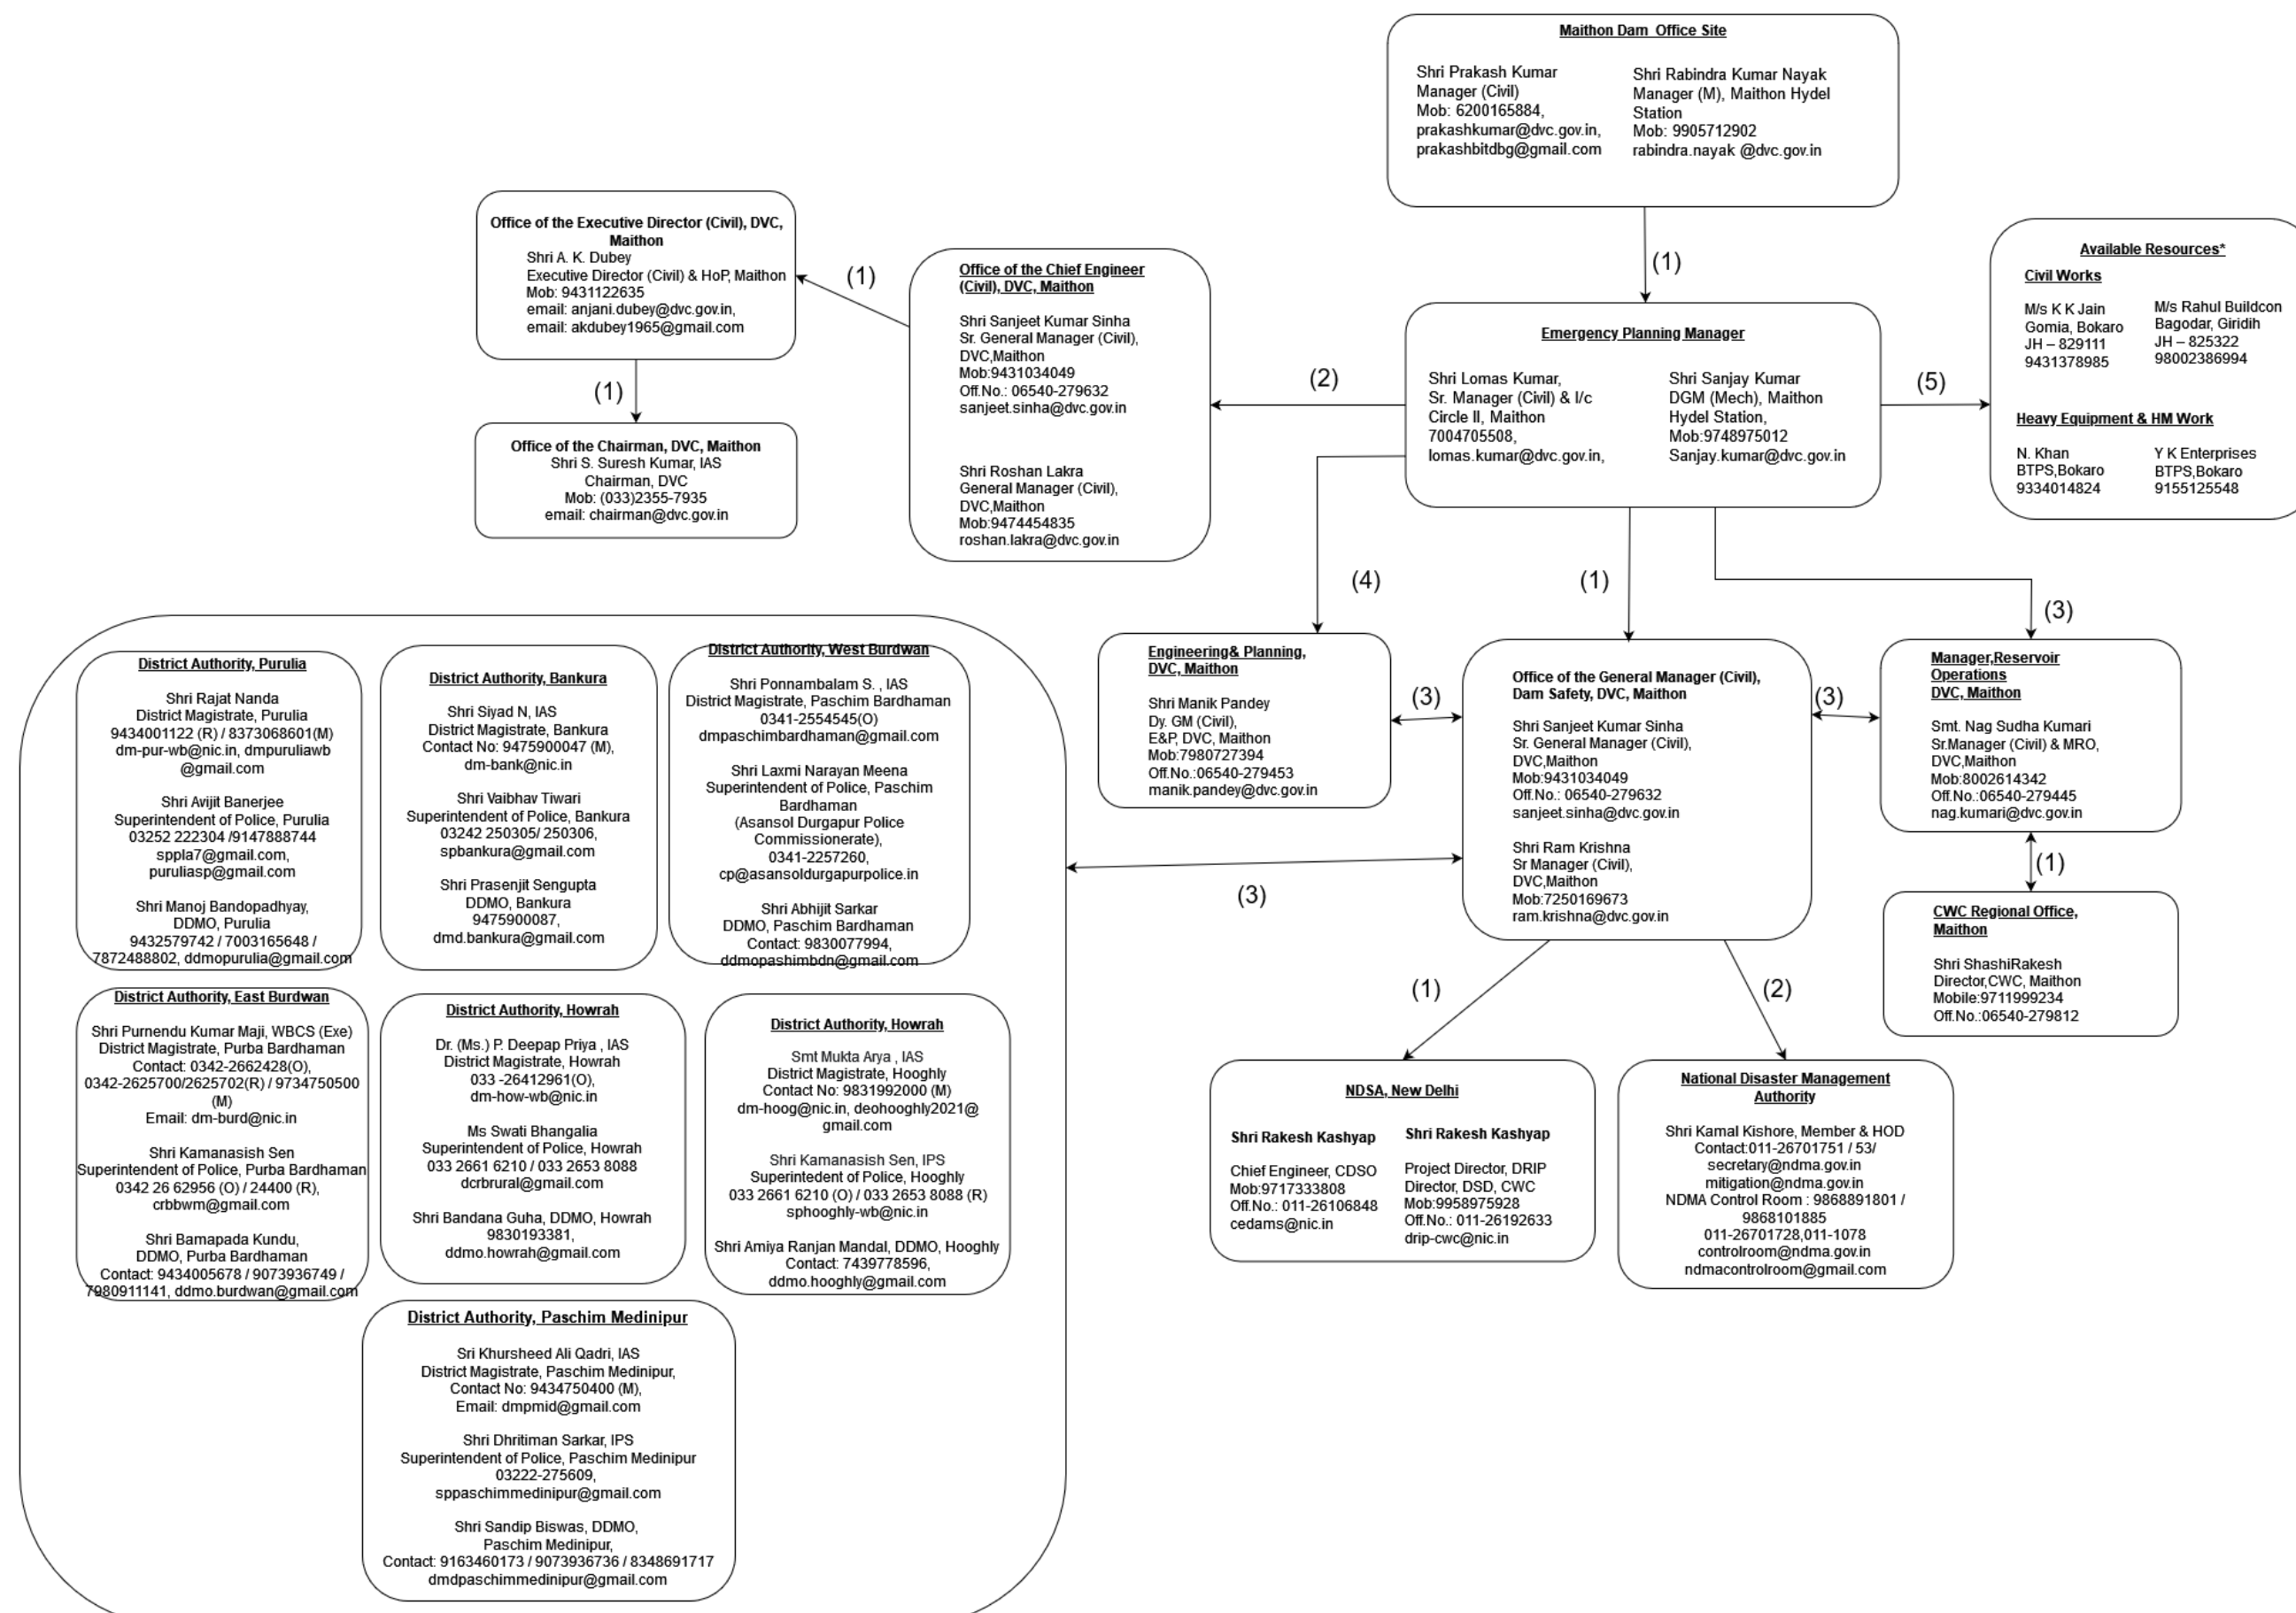 Maithon Dam Office Site
Shri Prakash Kumar
Manager (Civil)
Mob: 6200165884,
prakashkumar@dvc.gov.in,
prakashbitdbg@gmail.com
Shri Rabindra Kumar Nayak
Manager (M), Maithon Hydel
Station
Mob: 9905712902
rabindra.nayak @dvc.gov.in
(1)
Office of the Executive Director (Civil), DVC,
Maithon
Shri A. K. Dubey
Executive Director (Civil) & HoP, Maithon
Mob: 9431122635
email: anjani.dubey@dvc.gov.in,
email: akdubey1965@gmail.com
(1)
(1)
Office of the Chairman, DVC, Maithon
Shri S. Suresh Kumar, IAS
Chairman, DVC
Mob: (033)2355-7935
email: chairman@dvc.gov.in
Office of the Chief Engineer
(Civil), DVC, Maithon
Shri Sanjeet Kumar Sinha
Sr. General Manager (Civil),
DVC,Maithon
Mob:9431034049
Off.No.: 06540-279632
sanjeet.sinha@dvc.gov.in
Shri Roshan Lakra
General Manager (Civil),
DVC,Maithon
Mob:9474454835
roshan.lakra@dvc.gov.in
(2)
Emergency Planning Manager
Shri Lomas Kumar,
Sr. Manager (Civil) & I/c
Circle II, Maithon
7004705508,
lomas.kumar@dvc.gov.in,
Shri Sanjay Kumar
DGM (Mech), Maithon
Hydel Station,
Mob:9748975012
Sanjay.kumar@dvc.gov.in
(5)
Available Resources*
Civil Works
M/s K K Jain
Gomia, Bokaro
JH – 829111
9431378985
M/s Rahul Buildcon
Bagodar, Giridih
JH – 825322
98002386994
Heavy Equipment & HM Work
N. Khan
BTPS,Bokaro
9334014824
Y K Enterprises
BTPS,Bokaro
9155125548
(4)
(1)
(3)
Engineering& Planning,
DVC, Maithon
Shri Manik Pandey
Dy. GM (Civil),
E&P, DVC, Maithon
Mob:7980727394
Off.No.:06540-279453
manik.pandey@dvc.gov.in
(3)
Office of the General Manager (Civil),
Dam Safety, DVC, Maithon
Shri Sanjeet Kumar Sinha
Sr. General Manager (Civil),
DVC,Maithon
Mob:9431034049
Off.No.: 06540-279632
sanjeet.sinha@dvc.gov.in
Shri Ram Krishna
Sr Manager (Civil),
DVC,Maithon
Mob:7250169673
ram.krishna@dvc.gov.in
(3)
Manager,Reservoir
Operations
DVC, Maithon
Smt. Nag Sudha Kumari
Sr.Manager (Civil) & MRO,
DVC,Maithon
Mob:8002614342
Off.No.:06540-279445
nag.kumari@dvc.gov.in
(1)
CWC Regional Office,
Maithon
Shri ShashiRakesh
Director,CWC, Maithon
Mobile:9711999234
Off.No.:06540-279812
(3)
(1)
(2)
NDSA, New Delhi
Shri Rakesh Kashyap
Chief Engineer, CDSO
Mob:9717333808
Off.No.: 011-26106848
cedams@nic.in
Shri Rakesh Kashyap
Project Director, DRIP
Director, DSD, CWC
Mob:9958975928
Off.No.: 011-26192633
drip-cwc@nic.in
National Disaster Management
Authority
Shri Kamal Kishore, Member & HOD
Contact:011-26701751 / 53/
secretary@ndma.gov.in
mitigation@ndma.gov.in
NDMA Control Room : 9868891801 /
9868101885
011-26701728,011-1078
controlroom@ndma.gov.in
ndmacontrolroom@gmail.com
District Authority, Purulia
Shri Rajat Nanda
District Magistrate, Purulia
9434001122 (R) / 8373068601(M)
dm-pur-wb@nic.in, dmpuruliawb
@gmail.com
Shri Avijit Banerjee
Superintendent of Police, Purulia
03252 222304 /9147888744
sppla7@gmail.com,
puruliasp@gmail.com
Shri Manoj Bandopadhyay,
DDMO, Purulia
9432579742 / 7003165648 /
7872488802, ddmopurulia@gmail.com
District Authority, Bankura
Shri Siyad N, IAS
District Magistrate, Bankura
Contact No: 9475900047 (M),
dm-bank@nic.in
Shri Vaibhav Tiwari
Superintendent of Police, Bankura
03242 250305/ 250306,
spbankura@gmail.com
Shri Prasenjit Sengupta
DDMO, Bankura
9475900087,
dmd.bankura@gmail.com
District Authority, West Burdwan
Shri Ponnambalam S. , IAS
District Magistrate, Paschim Bardhaman
0341-2554545(O)
dmpaschimbardhaman@gmail.com
Shri Laxmi Narayan Meena
Superintendent of Police, Paschim
Bardhaman
(Asansol Durgapur Police
Commissionerate),
0341-2257260,
cp@asansoldurgapurpolice.in
Shri Abhijit Sarkar
DDMO, Paschim Bardhaman
Contact: 9830077994,
ddmopashimbdn@gmail.com
District Authority, East Burdwan
Shri Purnendu Kumar Maji, WBCS (Exe)
District Magistrate, Purba Bardhaman
Contact: 0342-2662428(O),
0342-2625700/2625702(R) / 9734750500
(M)
Email: dm-burd@nic.in
Shri Kamanasish Sen
Superintendent of Police, Purba Bardhaman
0342 26 62956 (O) / 24400 (R),
crbbwm@gmail.com
Shri Bamapada Kundu,
DDMO, Purba Bardhaman
Contact: 9434005678 / 9073936749 /
7980911141, ddmo.burdwan@gmail.com
District Authority, Howrah
Dr. (Ms.) P. Deepap Priya , IAS
District Magistrate, Howrah
033 -26412961(O),
dm-how-wb@nic.in
Ms Swati Bhangalia
Superintendent of Police, Howrah
033 2661 6210 / 033 2653 8088
dcrbrural@gmail.com
Shri Bandana Guha, DDMO, Howrah
9830193381,
ddmo.howrah@gmail.com
District Authority, Howrah
Smt Mukta Arya , IAS
District Magistrate, Hooghly
Contact No: 9831992000 (M)
dm-hoog@nic.in, deohooghly2021@
gmail.com
Shri Kamanasish Sen, IPS
Superintedent of Police, Hooghly
033 2661 6210 (O) / 033 2653 8088 (R)
sphooghly-wb@nic.in
Shri Amiya Ranjan Mandal, DDMO, Hooghly
Contact: 7439778596,
ddmo.hooghly@gmail.com
District Authority, Paschim Medinipur
Sri Khursheed Ali Qadri, IAS
District Magistrate, Paschim Medinipur,
Contact No: 9434750400 (M),
Email: dmpmid@gmail.com
Shri Dhritiman Sarkar, IPS
Superintendent of Police, Paschim Medinipur
03222-275609,
sppaschimmedinipur@gmail.com
Shri Sandip Biswas, DDMO,
Paschim Medinipur,
Contact: 9163460173 / 9073936736 / 8348691717
dmdpaschimmedinipur@gmail.com